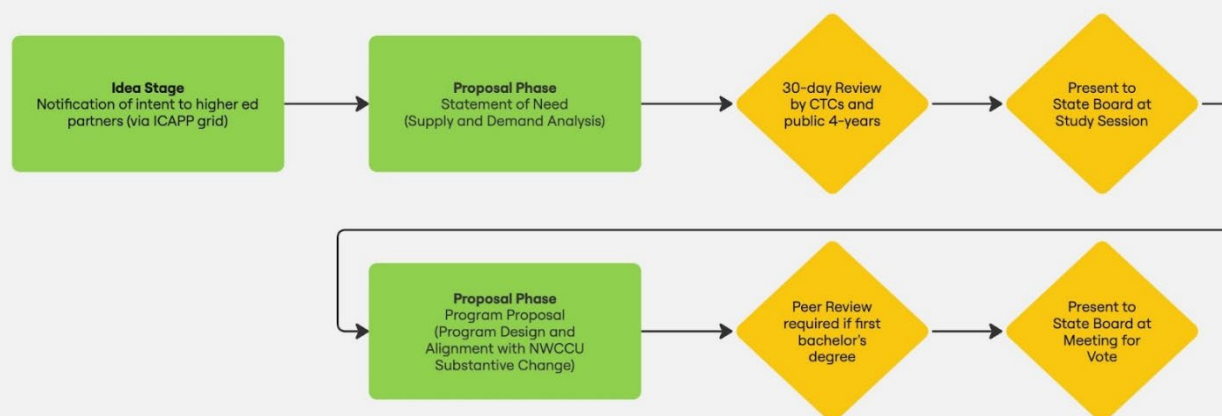 Idea Stage
Notification of intent to higher ed
partners (via ICAPP grid)
Proposal Phase
Statement of Need
(Supply and Demand Analysis)
30-day Review
by CTCs and
public 4-years
Present to
State Board at
Study Session
Proposal Phase
Program Proposal
(Program Design and
Alignment with NWCCU
Substantive Change)
Peer Review
required if first
bachelor's
degree
Present to
State Board at
Meeting for
Vote